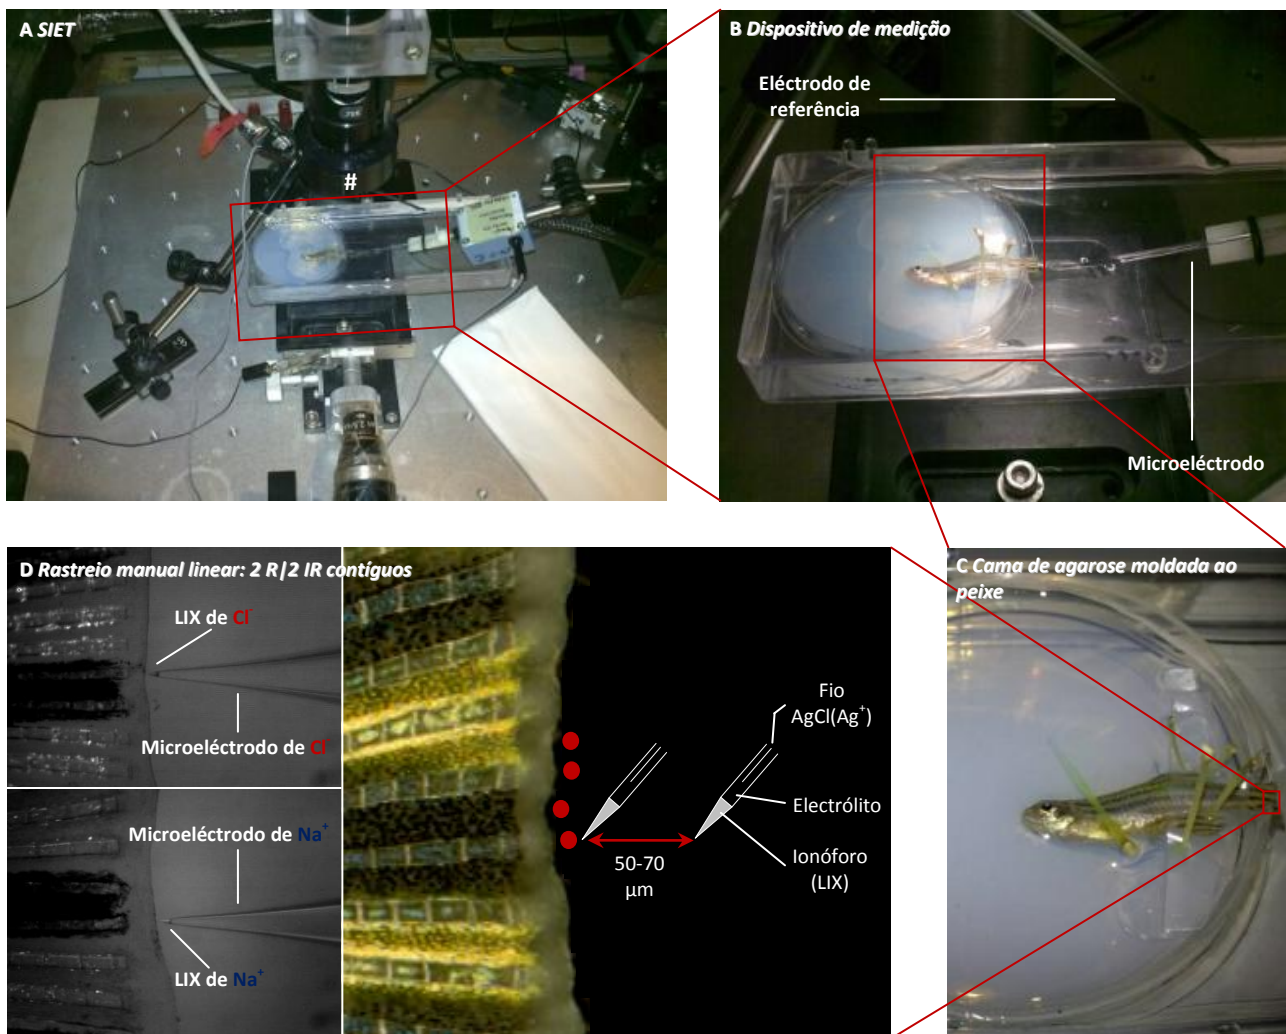 A SIET
#
B Dispositivo de medição
Eléctrodo de
referência
Microeléctrodo
C Cama de agarose moldada ao
peixe
D Rastreio manual linear: 2 R|2 IR contíguos
LIX de Cl⁻
Microeléctrodo de Cl⁻
Microeléctrodo de Na⁺
LIX de Na⁺
Fio
AgCl(Ag⁺)
Electrólito
Ionóforo
(LIX)
50-70
µm